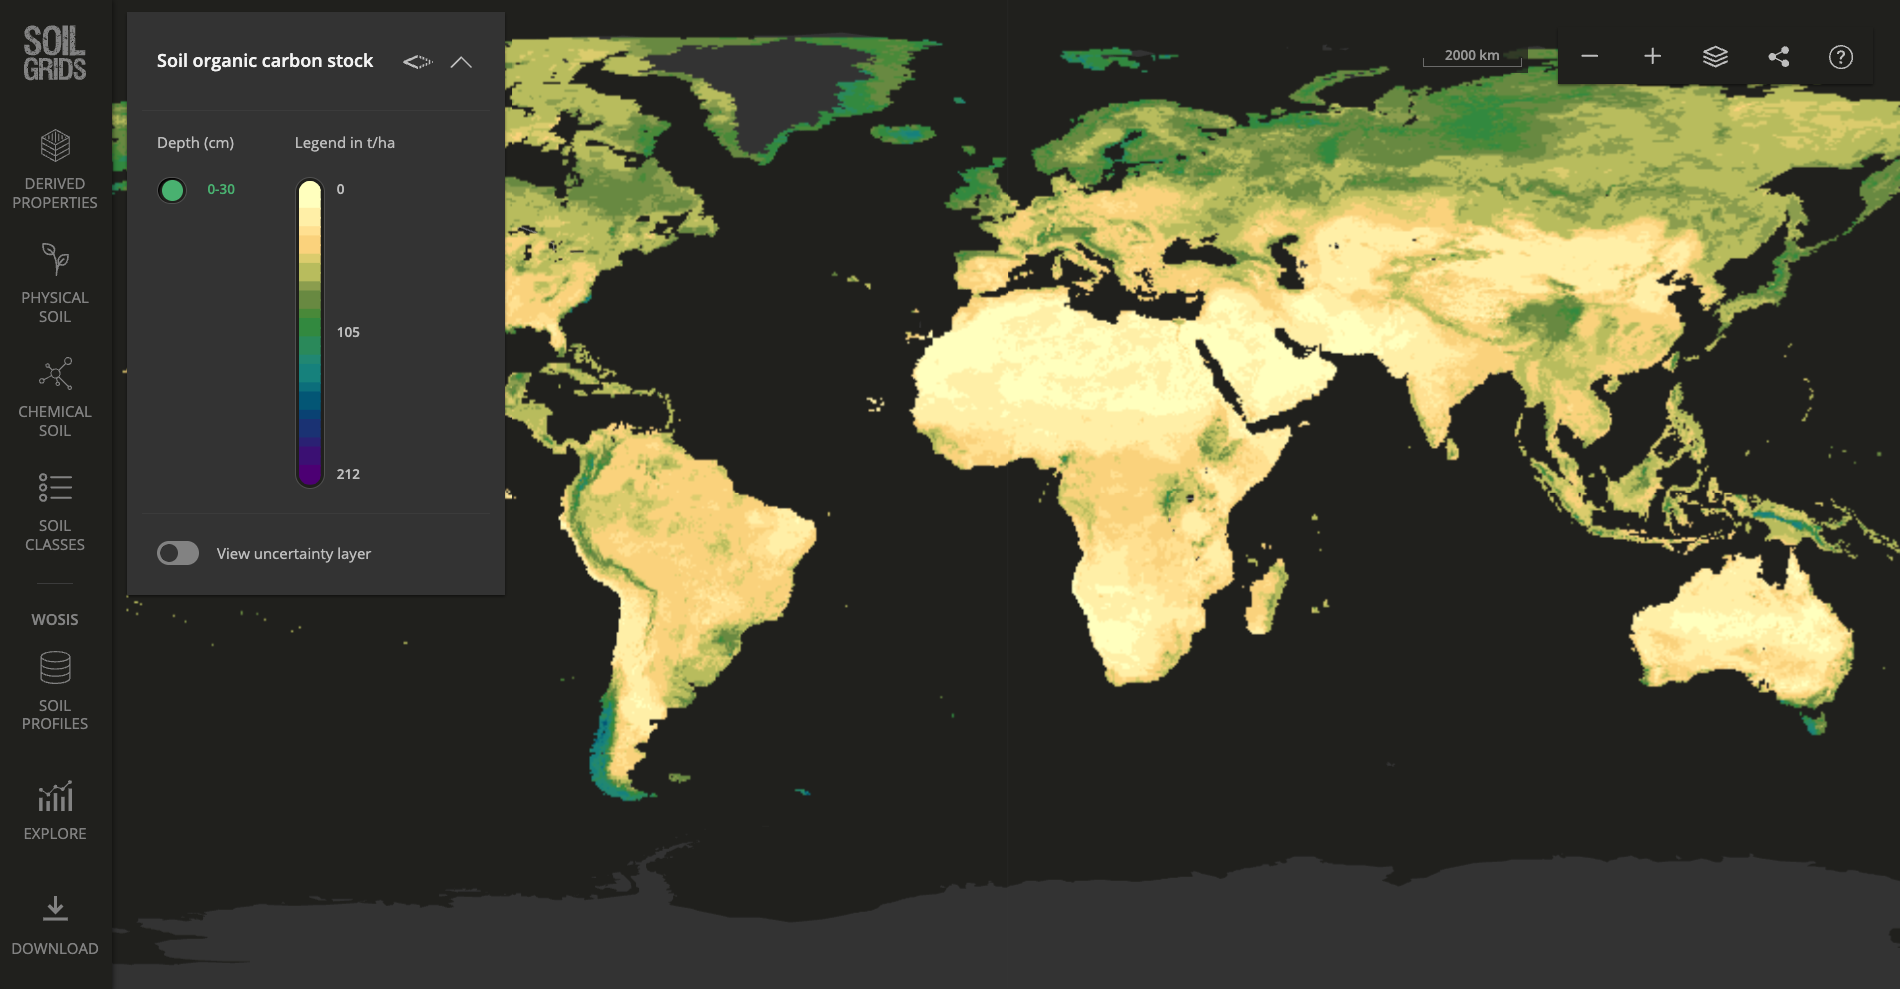 SOIL
GRIDS
DERIVED
PROPERTIES
PHYSICAL
SOIL
CHEMICAL
SOIL
SOIL
CLASSES
WOSIS
SOIL
PROFILES
EXPLORE
DOWNLOAD
Soil organic carbon stock
Depth (cm)
Legend in t/ha
0-30
0
105
212
View uncertainty layer
2000 km